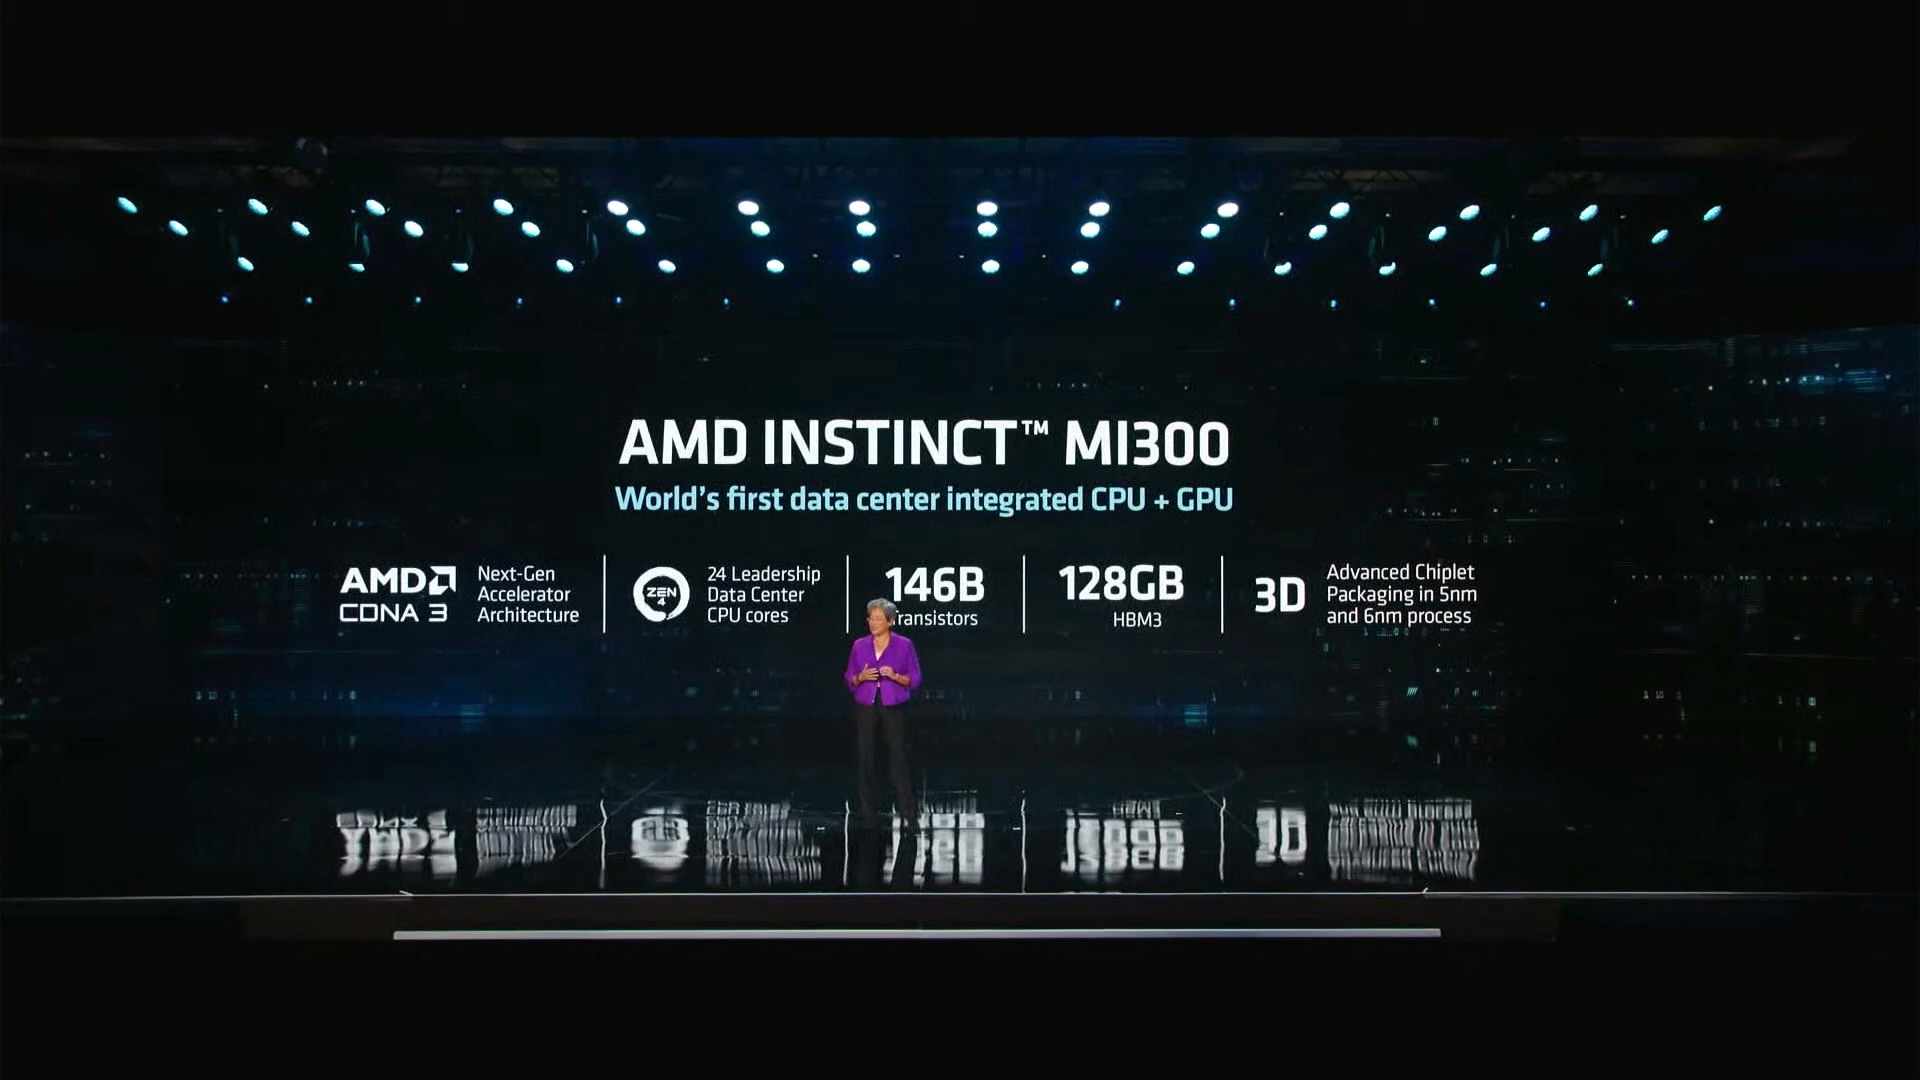 AMD INSTINCT™ MI300
World's first data center integrated CPU + GPU
AMD
CDNA 3
Next-Gen
Accelerator
Architecture
ZEN
4
24 Leadership
Data Center
CPU cores
146B
Transistors
128GB
HBM3
3D
Advanced Chiplet
Packaging in 5nm
and 6nm process